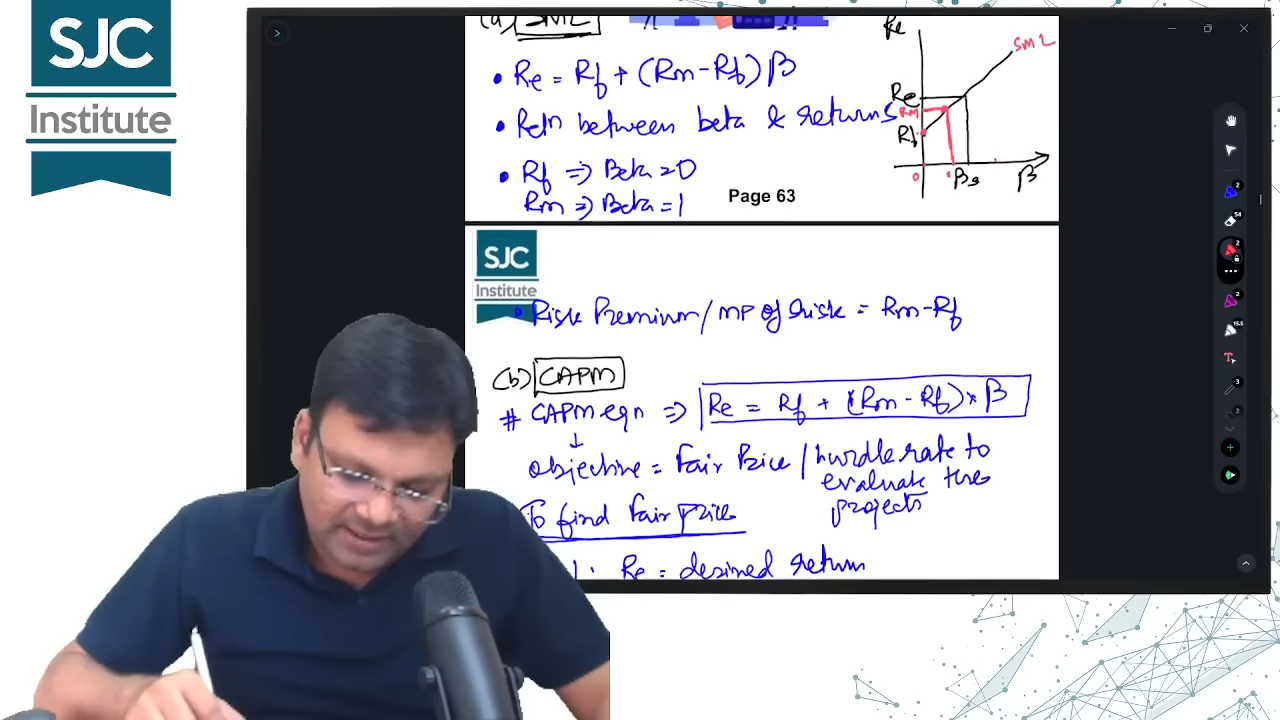 SJC
Institute
(a) SML
• Re = Rf + (Rm-Rf) β
• Reln between beta & returns
• Rf => Beta = 0
Rm => Beta = 1
Page 63
Re
SML
Re
Rm
Rf
0
1
βs
β
SJC
Institute
• Risk Premium / MP of risk = Rm-Rf
(b) CAPM
# CAPM eqn => Re = Rf + (Rm - Rf) * β
↓
objective = Fair Price / hurdle rate to
evaluate the
projects
To find Fair price
1. Re = desired return